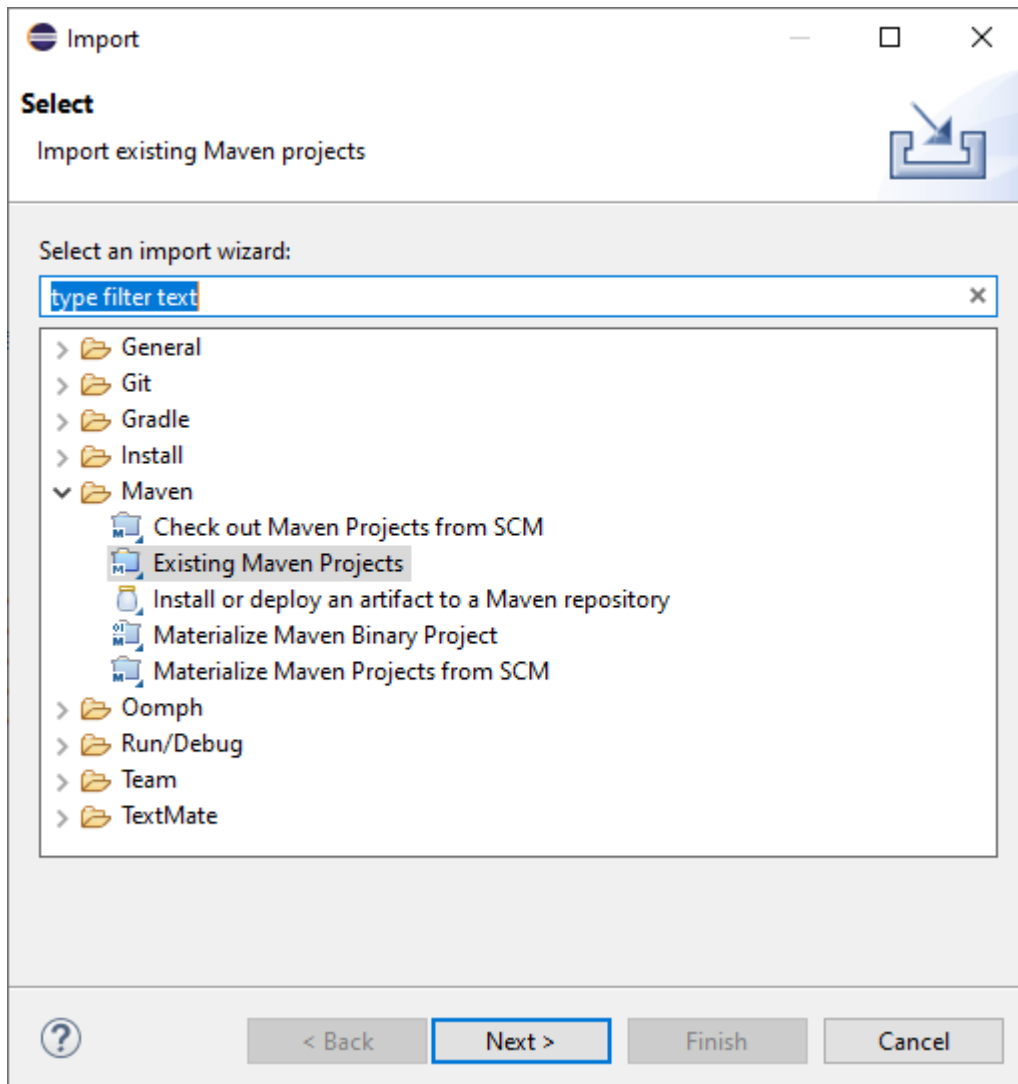 Import
Select
Import existing Maven projects
Select an import wizard:
type filter text
General
Git
Gradle
Install
Maven
Check out Maven Projects from SCM
Existing Maven Projects
Install or deploy an artifact to a Maven repository
Materialize Maven Binary Project
Materialize Maven Projects from SCM
Oomph
Run/Debug
Team
TextMate
? < Back Next > Finish Cancel